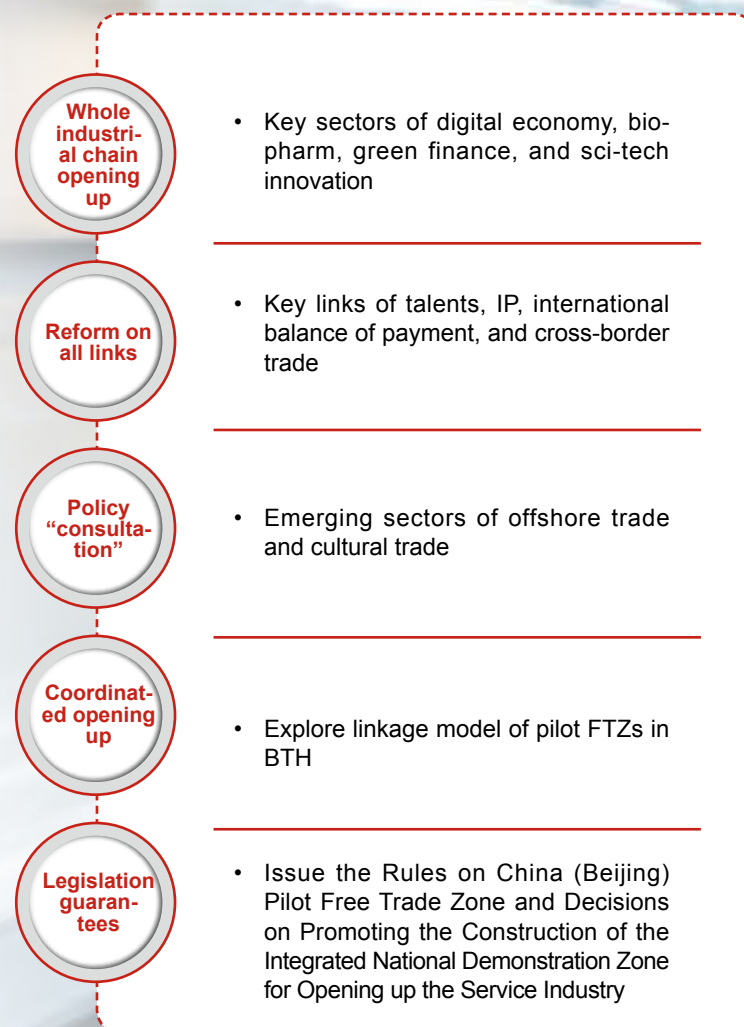 Whole
industri-
al chain
opening
up
• Key sectors of digital economy, bio-
pharm, green finance, and sci-tech
innovation
Reform on
all links
• Key links of talents, IP, international
balance of payment, and cross-border
trade
Policy
“consulta-
tion”
• Emerging sectors of offshore trade
and cultural trade
Coordinat-
ed opening
up
• Explore linkage model of pilot FTZs in
BTH
Legislation
guaran-
tees
• Issue the Rules on China (Beijing)
Pilot Free Trade Zone and Decisions
on Promoting the Construction of the
Integrated National Demonstration Zone
for Opening up the Service Industry